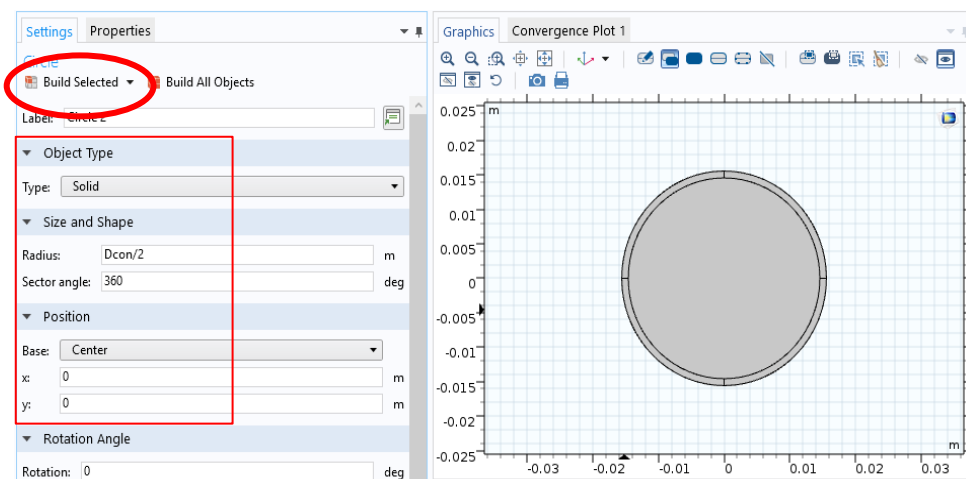 Settings Properties
Circle
Build Selected Build All Objects
Label: Circle 2
Object Type
Type: Solid
Size and Shape
Radius: Dcon/2 m
Sector angle: 360 deg
Position
Base: Center
x: 0 m
y: 0 m
Rotation Angle
Rotation: 0 deg
Graphics Convergence Plot 1
0.025 m
0.02
0.015
0.01
0.005
0
-0.005
-0.01
-0.015
-0.02
-0.025 m
-0.03 -0.02 -0.01 0 0.01 0.02 0.03